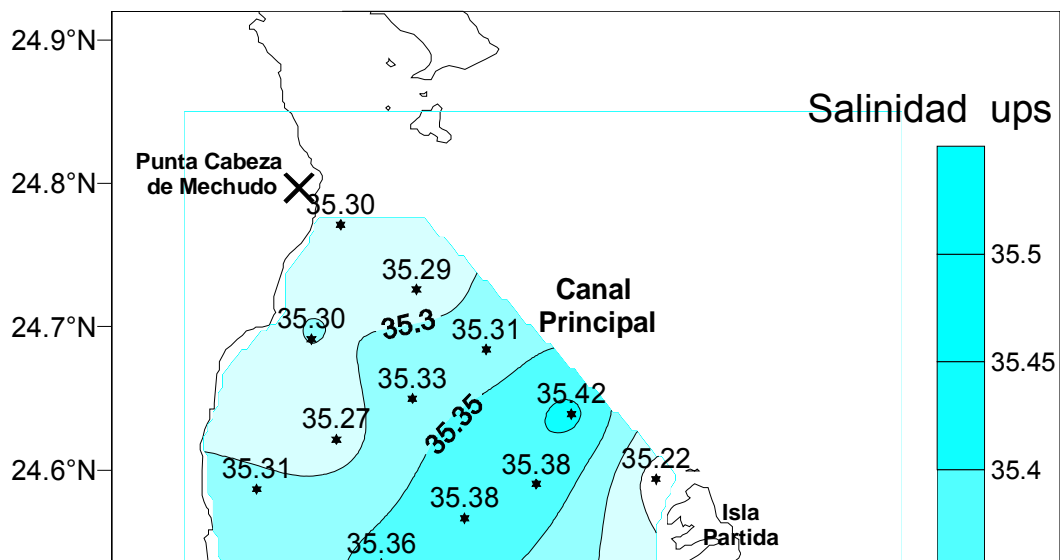 24.9°N
Salinidad ups
Punta Cabeza
de Mechudo
24.8°N
35.30
35.5
35.29
Canal
Principal
35.30
35.3
35.31
24.7°N
35.45
35.33
35.42
35.35
35.27
35.31
35.38
35.22
24.6°N
35.4
35.38
Isla
Partida
35.36